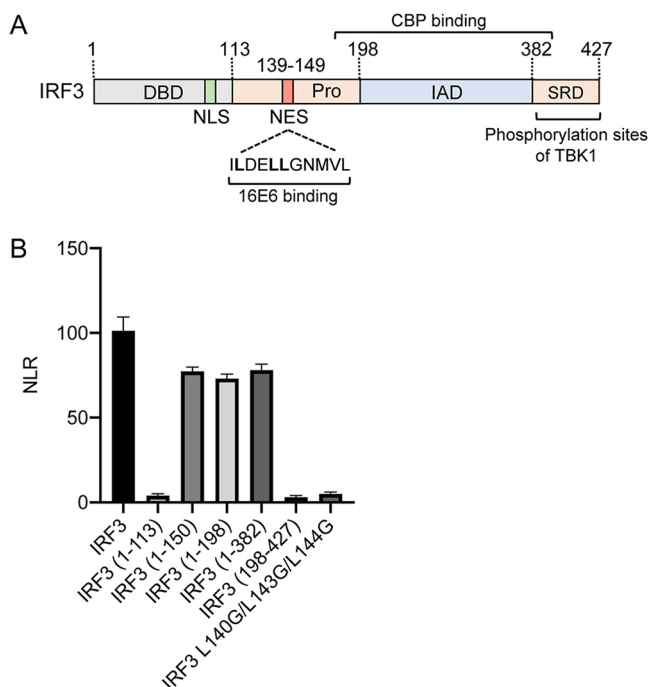 A
CBP binding
1 113 198 382 427
139-149
IRF3 DBD Pro IAD SRD
NLS NES
Phosphorylation sites
of TBK1
ILDELLGNMVL
16E6 binding
B
NLR
150
100
50
0
IRF3
IRF3 (1-113)
IRF3 (1-150)
IRF3 (1-198)
IRF3 (1-382)
IRF3 (198-427)
IRF3 L140G/L143G/L144G